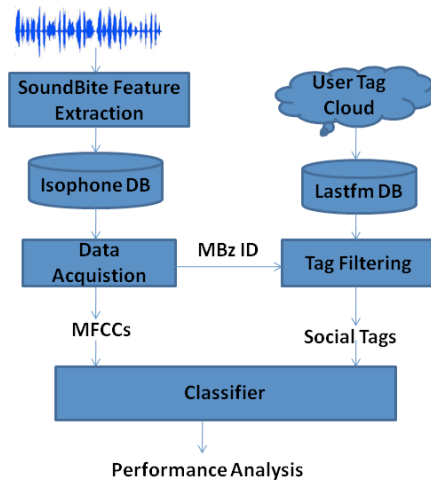 SoundBite Feature
Extraction
User Tag
Cloud
Isophone DB
Lastfm DB
Data
Acquistion
MBz ID
Tag Filtering
MFCCs
Social Tags
Classifier
Performance Analysis